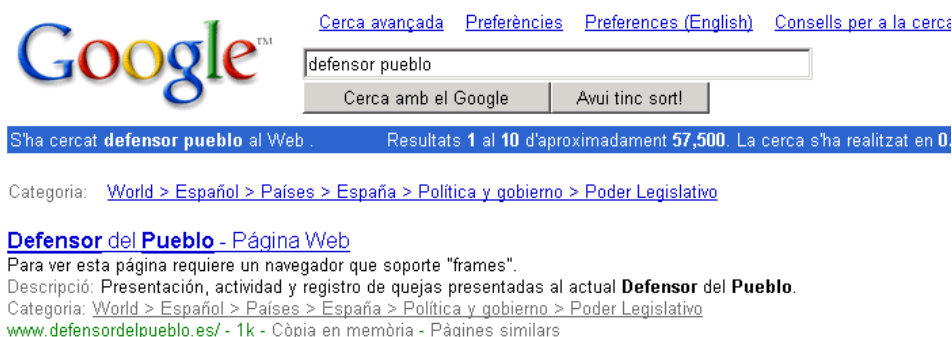 Cerca avançada Preferències Preferences (English) Consells per a la cerca
Google™
defensor pueblo
Cerca amb el Google Avui tinc sort!
S'ha cercat defensor pueblo al Web . Resultats 1 al 10 d'aproximadament 57,500. La cerca s'ha realitzat en 0.
Categoria: World > Español > Países > España > Política y gobierno > Poder Legislativo
Defensor del Pueblo - Página Web
Para ver esta página requiere un navegador que soporte "frames".
Descripció: Presentación, actividad y registro de quejas presentadas al actual Defensor del Pueblo.
Categoria: World > Español > Países > España > Política y gobierno > Poder Legislativo
www.defensordelpueblo.es/ - 1k - Còpia en memòria - Pàgines similars